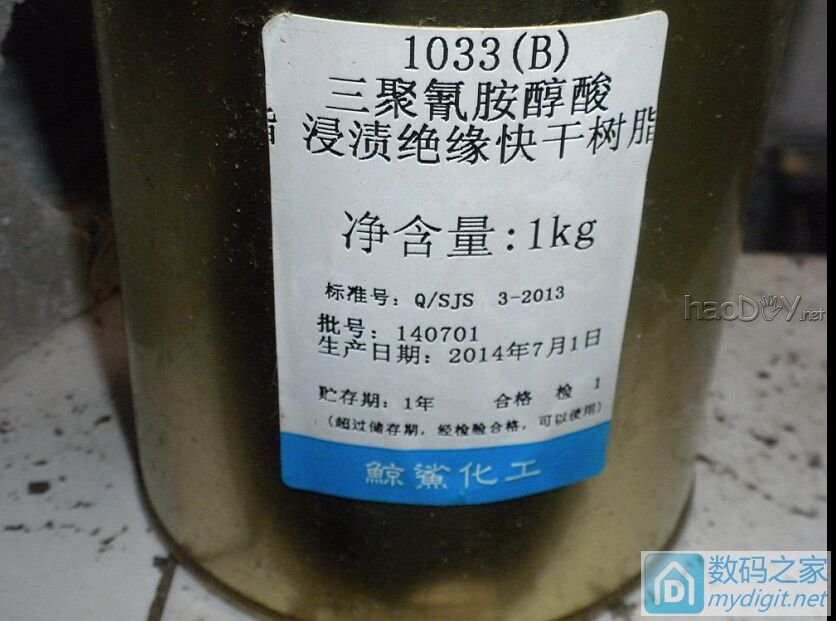 1033(B)
三聚氰胺醇酸
脂 浸渍绝缘快干树脂
净含量:1kg
标准号: Q/SJS 3-2013
批号: 140701
生产日期: 2014年7月1日
贮存期: 1年 合格 检 1
(超过储存期, 经检验合格, 可以使用)
鲸鲨化工
haoDIY.net
数码之家
mydigit.net